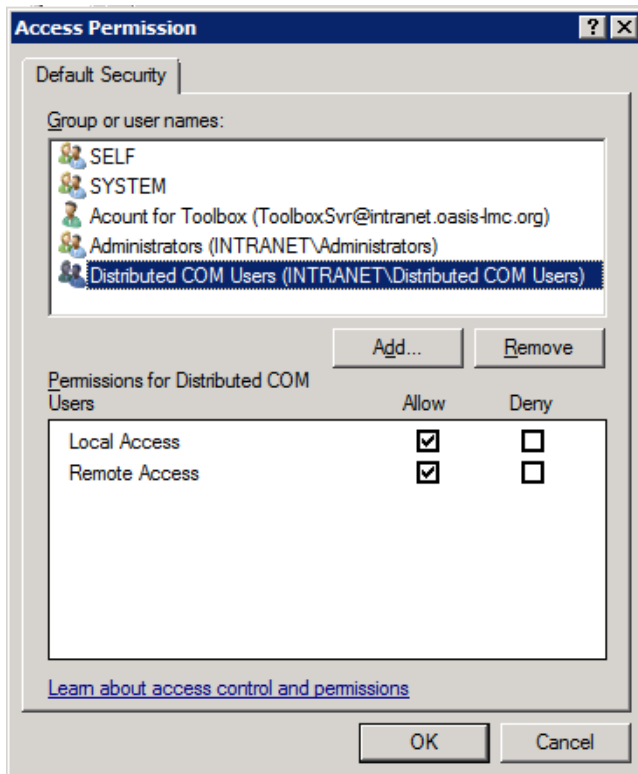 Access Permission
Default Security
Group or user names:
SELF
SYSTEM
Acount for Toolbox (ToolboxSvr@intranet.oasis-lmc.org)
Administrators (INTRANET\Administrators)
Distributed COM Users (INTRANET\Distributed COM Users)
Add... Remove
Permissions for Distributed COM
Users Allow Deny
Local Access
Remote Access
Learn about access control and permissions
OK Cancel